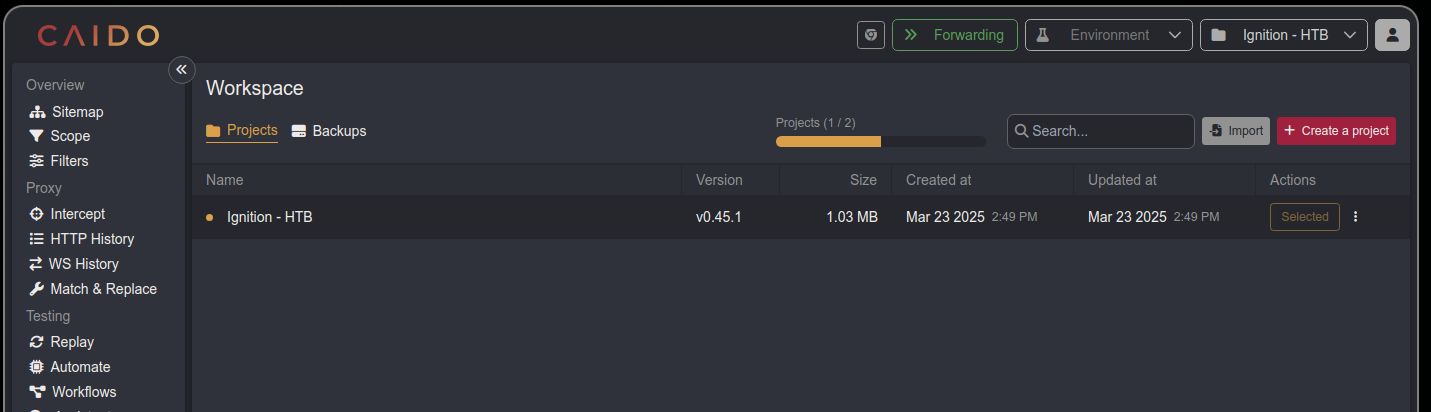 CAIDO
Forwarding
Environment
Ignition - HTB
Overview
Sitemap
Scope
Filters
Proxy
Intercept
HTTP History
WS History
Match & Replace
Testing
Replay
Automate
Workflows
Workspace
Projects
Backups
Projects (1 / 2)
Search...
Import
Create a project
Name Version Size Created at Updated at Actions
Ignition - HTB v0.45.1 1.03 MB Mar 23 2025 2:49 PM Mar 23 2025 2:49 PM Selected